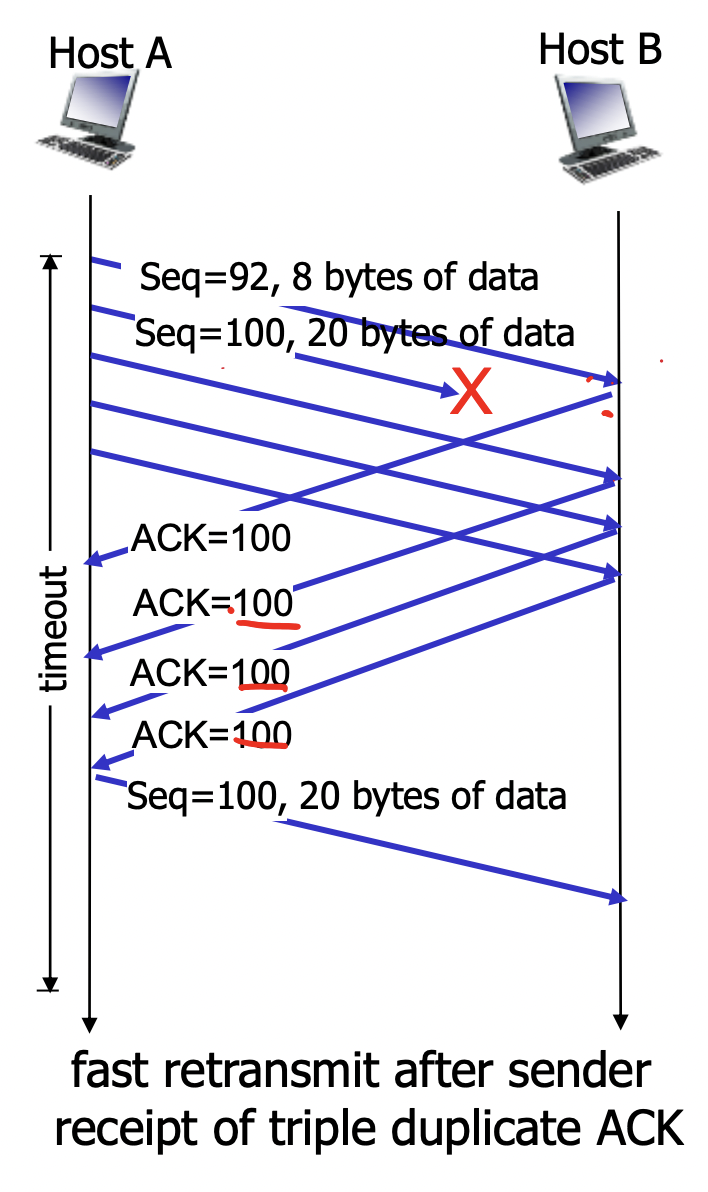 Host A
Host B
Seq=92, 8 bytes of data
Seq=100, 20 bytes of data
X
ACK=100
ACK=100
timeout
ACK=100
ACK=100
Seq=100, 20 bytes of data
fast retransmit after sender
receipt of triple duplicate ACK